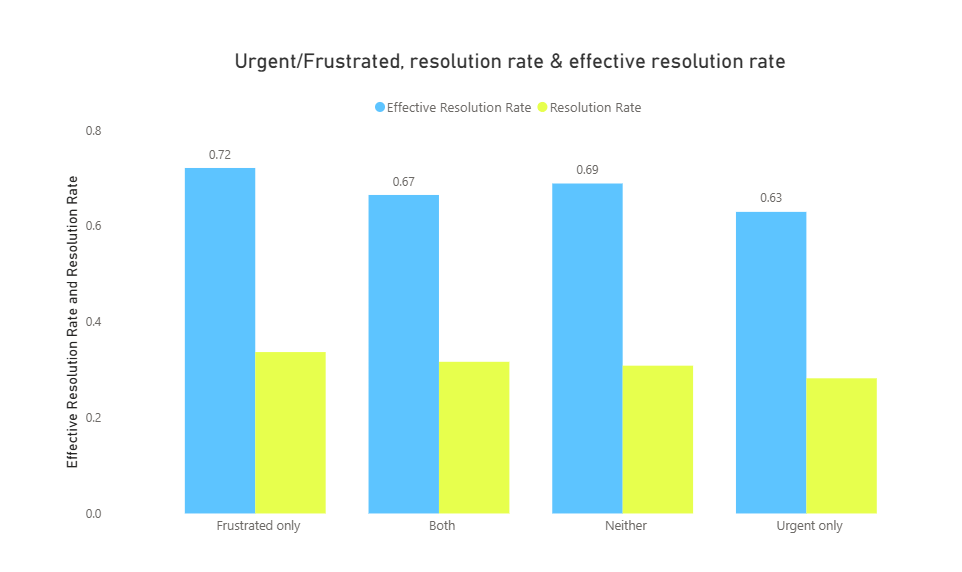 Urgent/Frustrated, resolution rate & effective resolution rate
Effective Resolution Rate Resolution Rate
Effective Resolution Rate and Resolution Rate
0.8
0.6
0.4
0.2
0.0
0.72
0.67
0.69
0.63
Frustrated only
Both
Neither
Urgent only